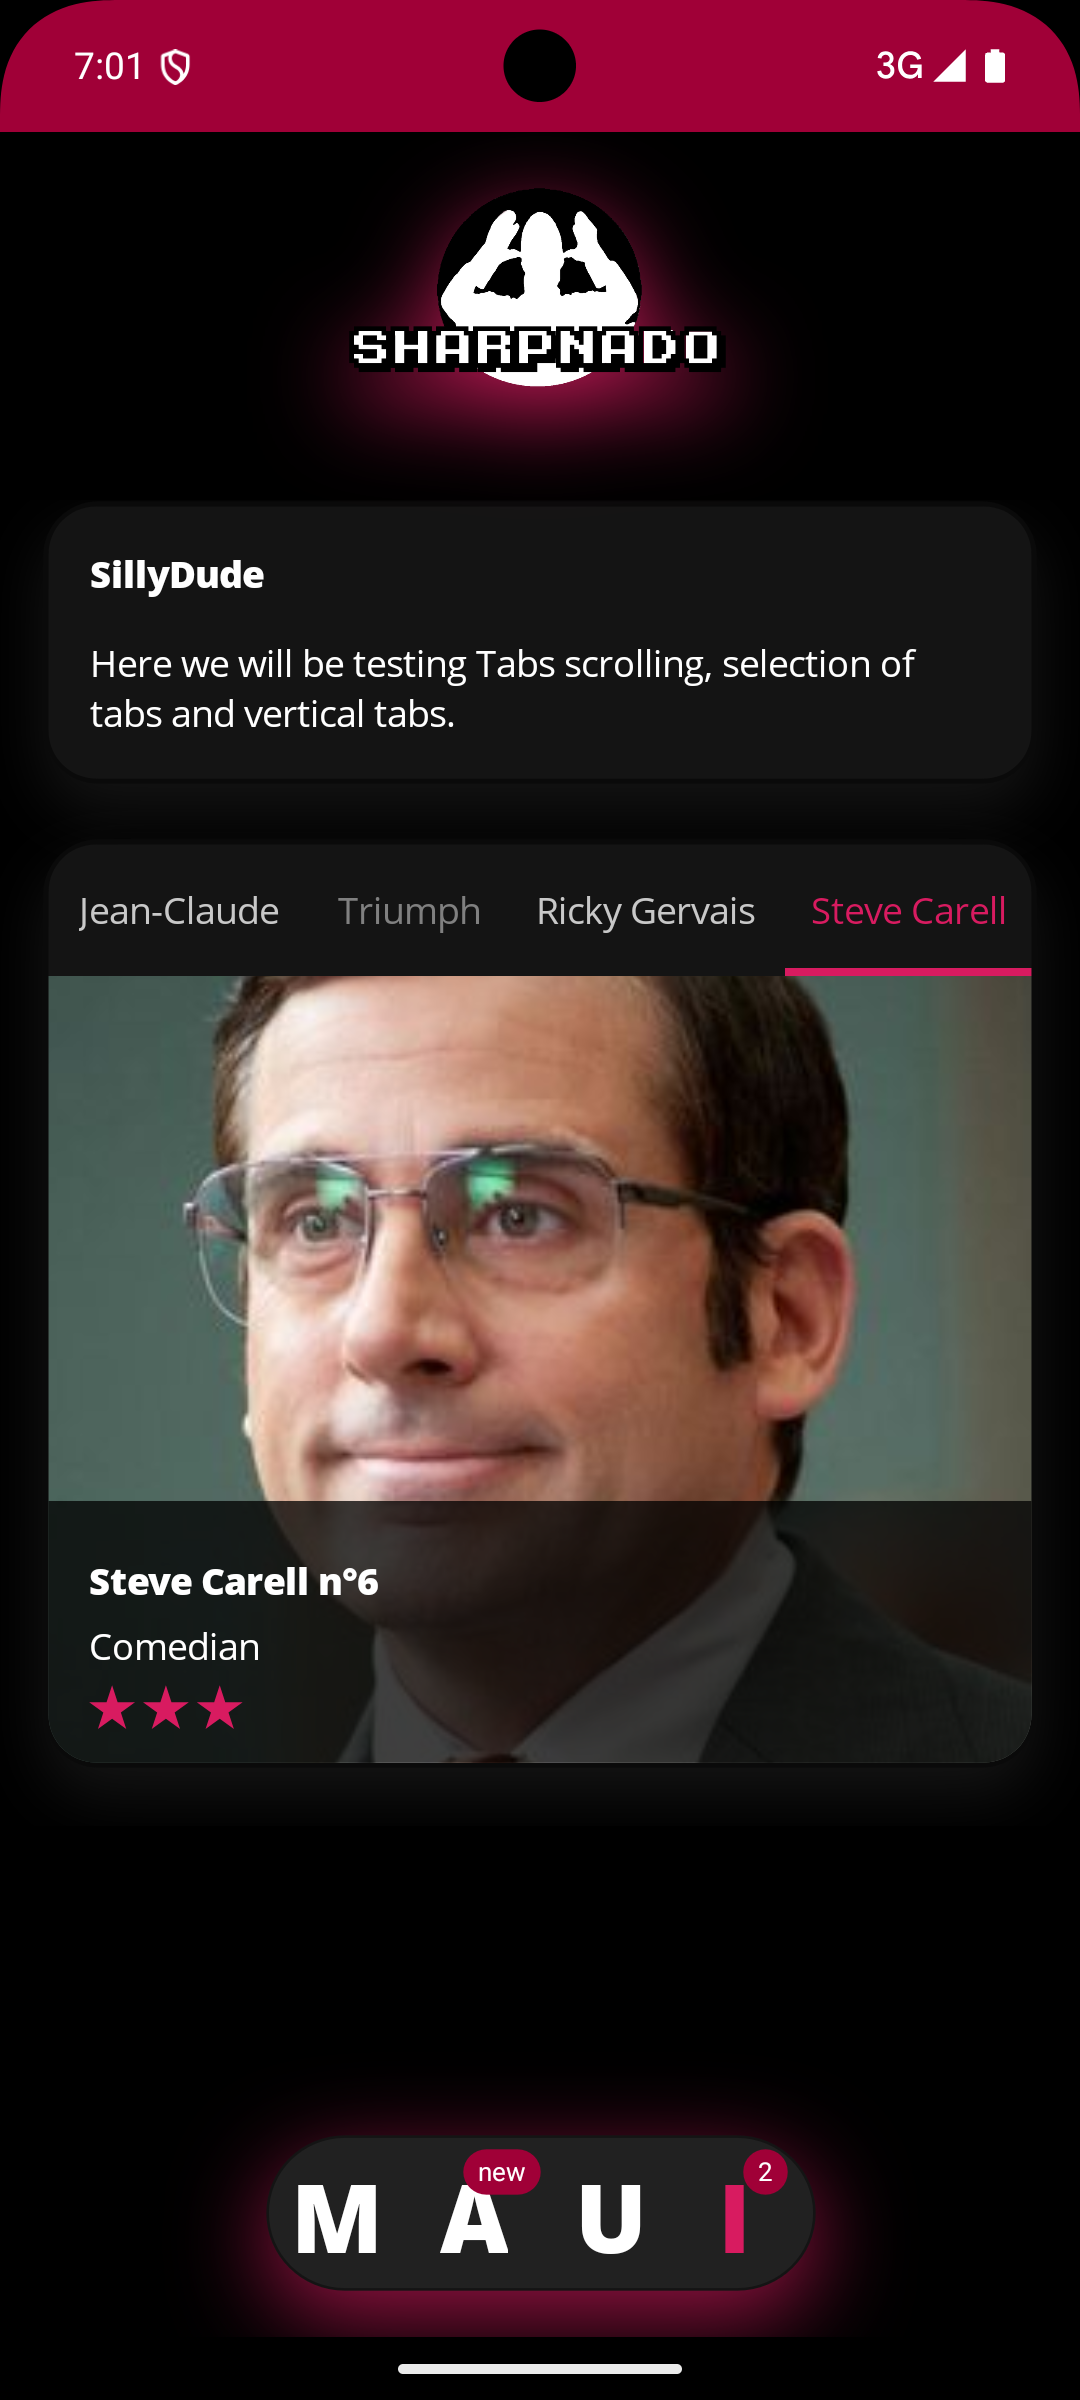 7:01
3G
SHARPNADO
SillyDude
Here we will be testing Tabs scrolling, selection of
tabs and vertical tabs.
Jean-Claude Triumph Ricky Gervais Steve Carell
Steve Carell n°6
Comedian
new 2
M A U I